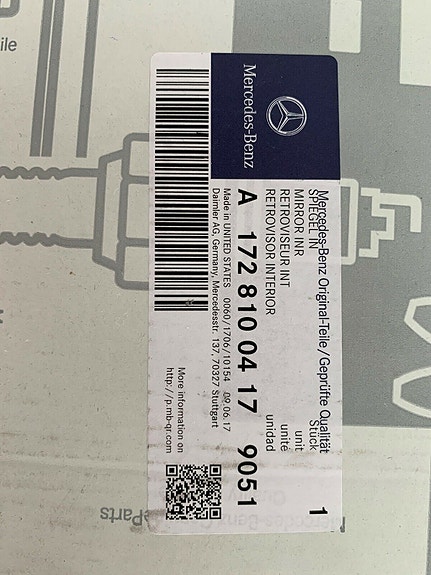 Mercedes-Benz
Mercedes-Benz Original-Teile/Geprüfte Qualität
SPIEGEL IN Stück 1
MIRROR INR unit
RETROVISEUR INT unité
RETROVISOR INTERIOR unidad
A 172 810 04 17 9051
Made in UNITED STATES 0060/1706/10154 09.06.17
Daimler AG, Germany, Mercedesstr. 137, 70327 Stuttgart
More information on
http://p.mb-qr.com
eParts